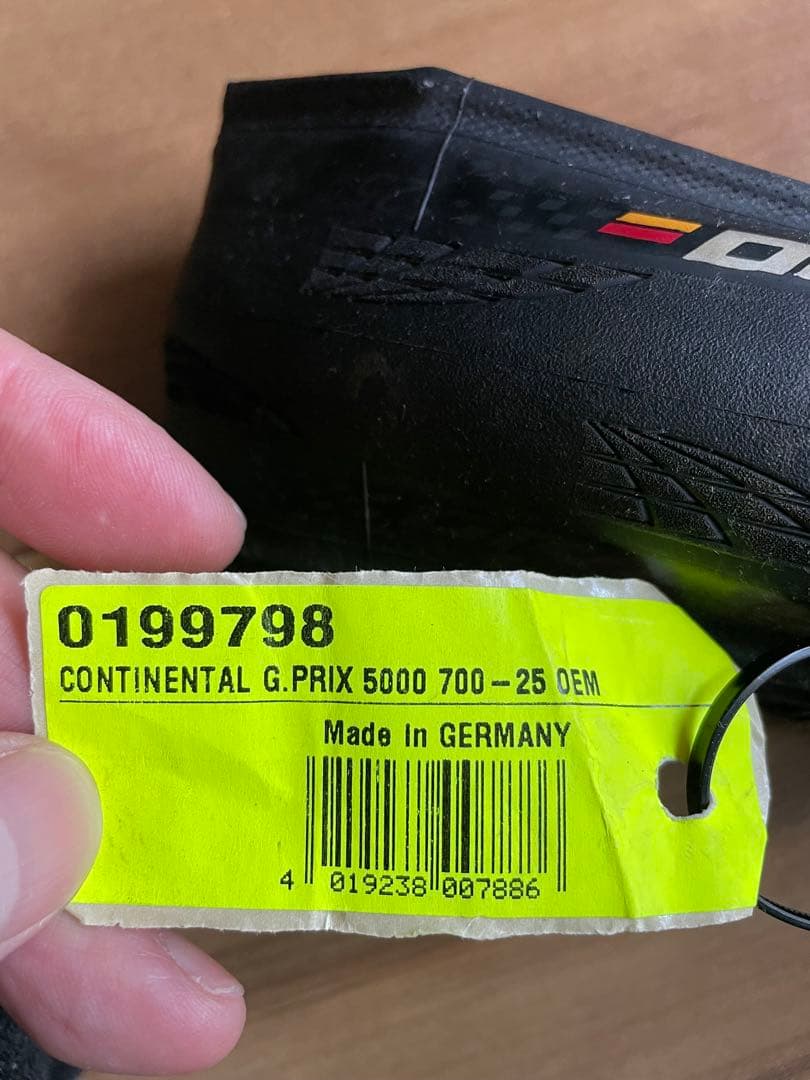 0199798
CONTINENTAL G.PRIX 5000 700-25 OEM
Made In GERMANY
4 019238 007886